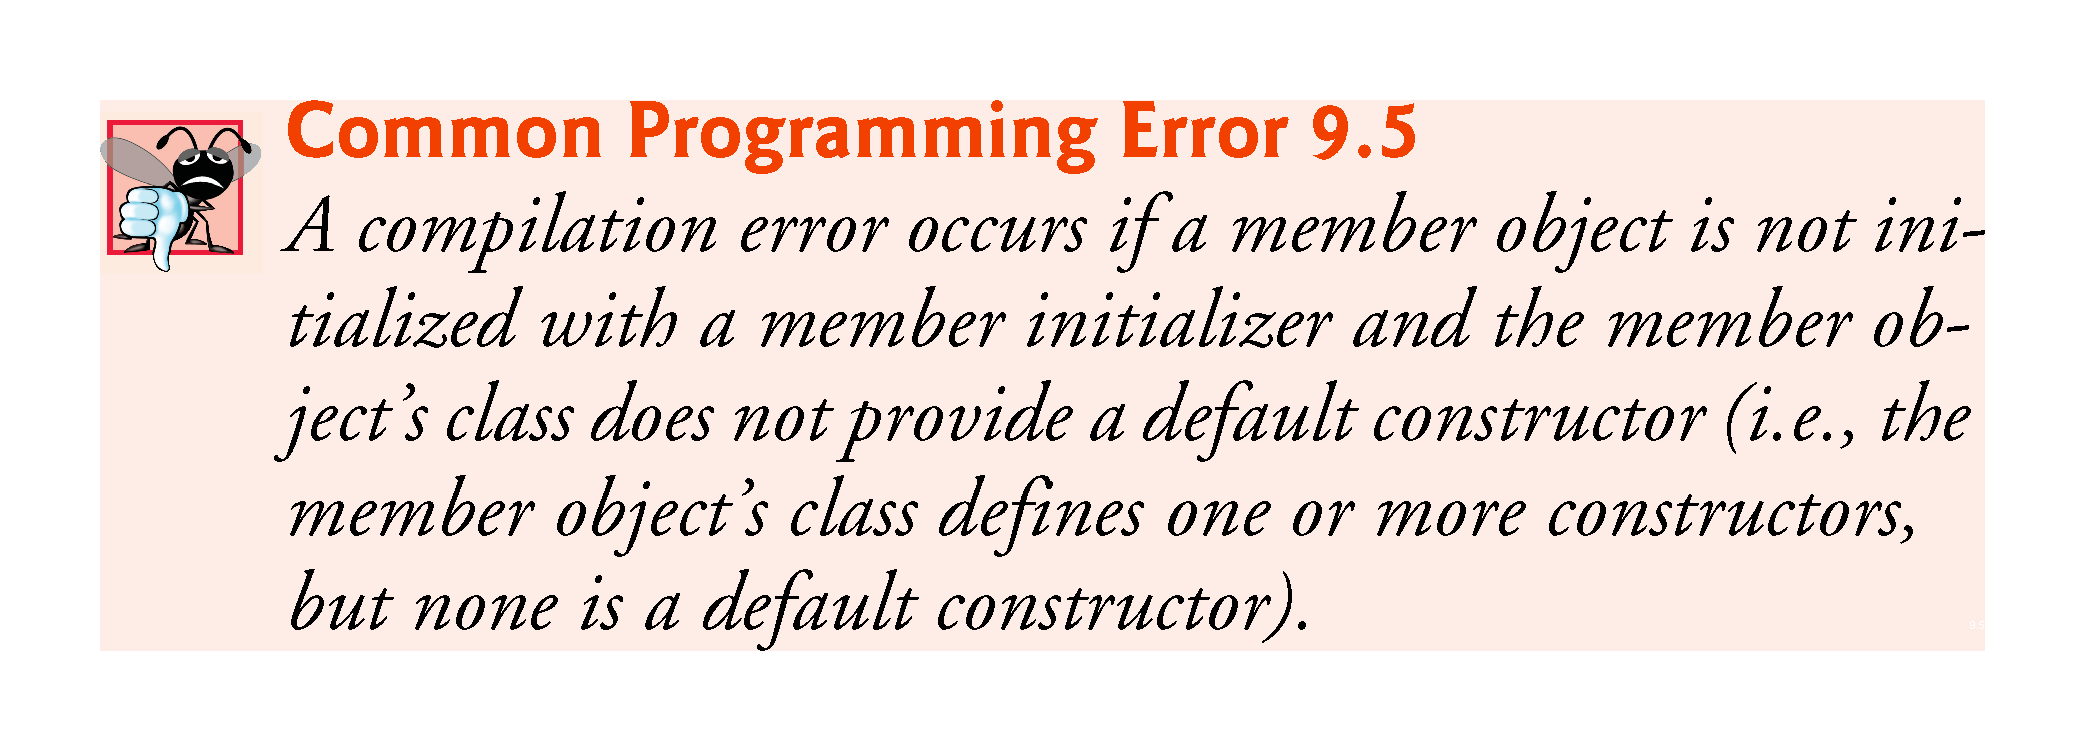 Common Programming Error 9.5
A compilation error occurs if a member object is not ini-
tialized with a member initializer and the member ob-
ject’s class does not provide a default constructor (i.e., the
member object’s class defines one or more constructors,
but none is a default constructor).
9.5